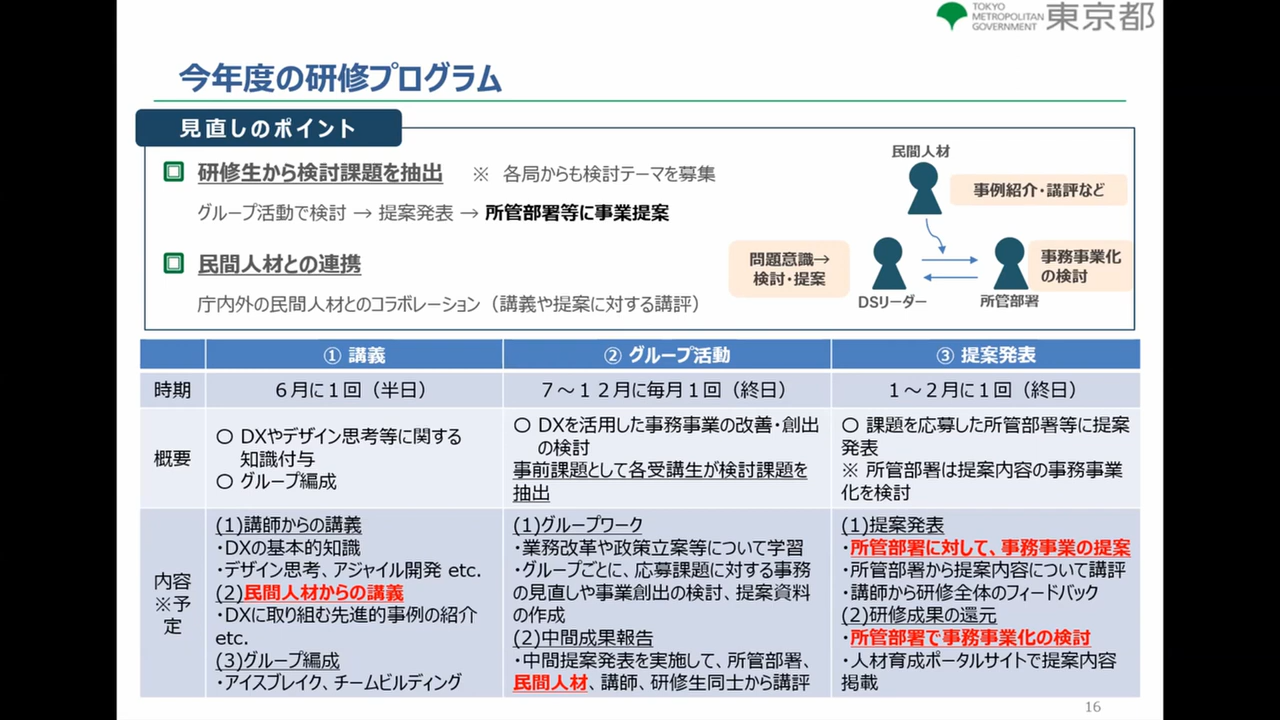 TOKYO
METROPOLITAN
GOVERNMENT
東京都
今年度の研修プログラム
見直しのポイント
研修生から検討課題を抽出 ※ 各局からも検討テーマを募集
グループ活動で検討 → 提案発表 → 所管部署等に事業提案
民間人材との連携
庁内外の民間人材とのコラボレーション（講義や提案に対する講評）
民間人材
事例紹介・講評など
問題意識→
検討・提案
DSリーダー
所管部署
事務事業化
の検討
① 講義
② グループ活動
③ 提案発表
時期
６月に１回（半日）
７～１２月に毎月１回（終日）
１～２月に１回（終日）
概要
○ DXやデザイン思考等に関する
知識付与
○ グループ編成
○ DXを活用した事務事業の改善・創出
の検討
事前課題として各受講生が検討課題を
抽出
○ 課題を応募した所管部署等に提案
発表
※ 所管部署は提案内容の事務事業
化を検討
内容
※予
定
(1)講師からの講義
・DXの基本的知識
・デザイン思考、アジャイル開発 etc.
(2)民間人材からの講義
・DXに取り組む先進的事例の紹介
etc.
(3)グループ編成
・アイスブレイク、チームビルディング
(1)グループワーク
・業務改革や政策立案等について学習
・グループごとに、応募課題に対する事務
の見直しや事業創出の検討、提案資料
の作成
(2)中間成果報告
・中間提案発表を実施して、所管部署、
民間人材、講師、研修生同士から講評
(1)提案発表
・所管部署に対して、事務事業の提案
・所管部署から提案内容について講評
・講師から研修全体のフィードバック
(2)研修成果の還元
・所管部署で事務事業化の検討
・人材育成ポータルサイトで提案内容
掲載
16